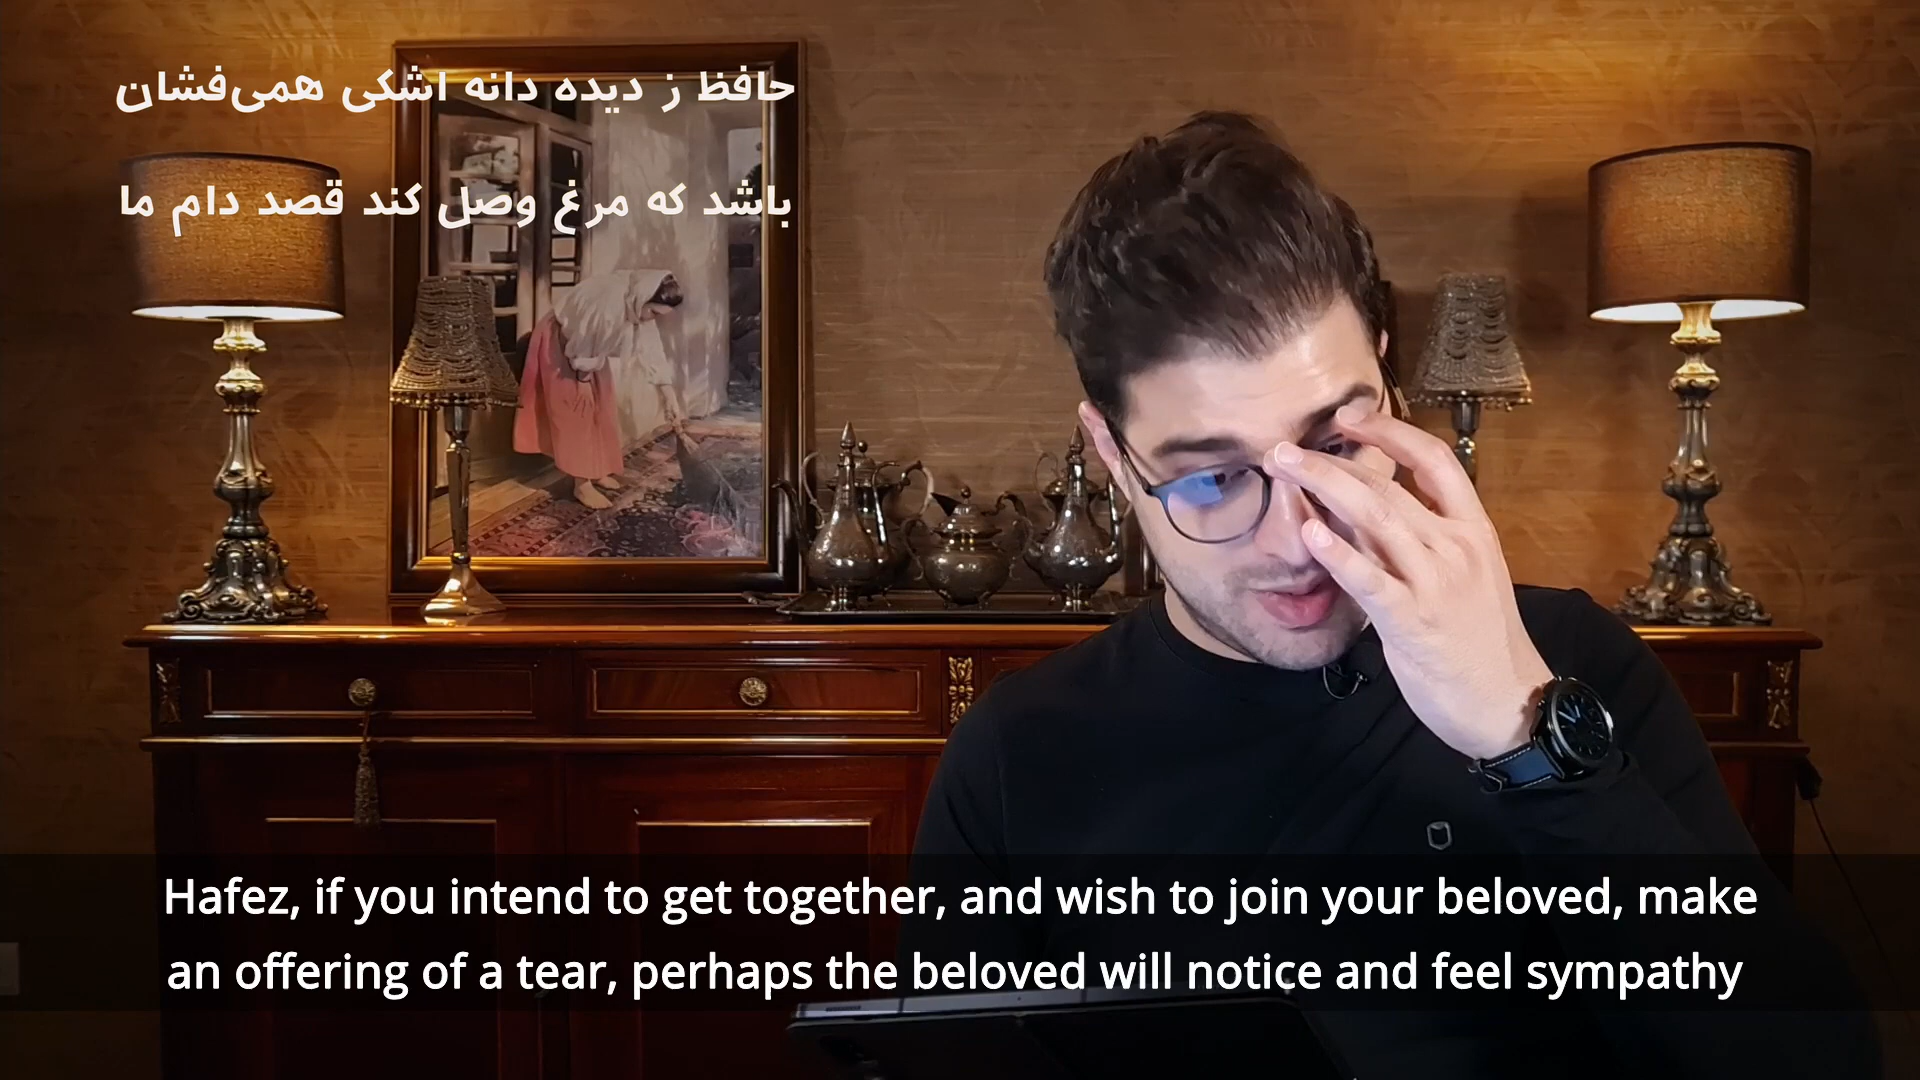 حافظ ز دیده دانه اشکی همی‌فشان
باشد که مرغ وصل کند قصد دام ما
Hafez, if you intend to get together, and wish to join your beloved, make
an offering of a tear, perhaps the beloved will notice and feel sympathy